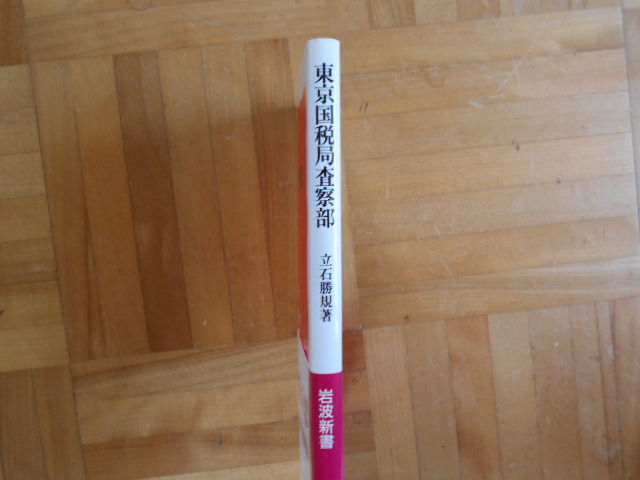 東京国税局査察部
立石勝規著
岩波新書